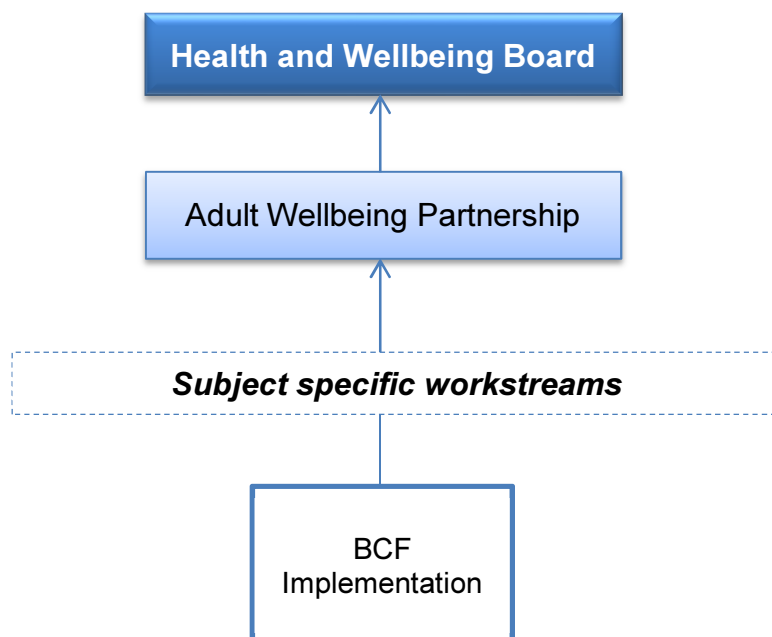 Health and Wellbeing Board
Adult Wellbeing Partnership
Subject specific workstreams
BCF
Implementation